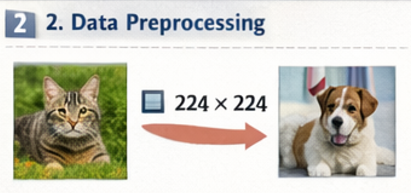 2 2. Data Preprocessing
224 × 224